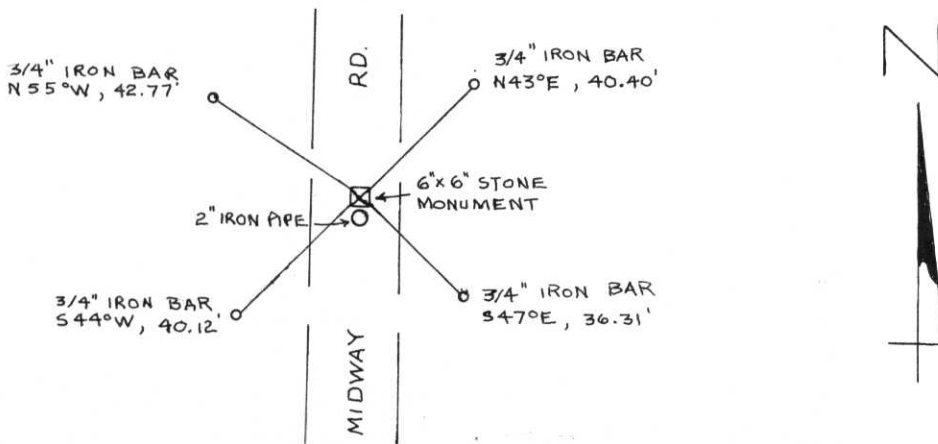 3/4" IRON BAR
N 55°W, 42.77'
RD.
3/4" IRON BAR
N43°E, 40.40'
N
6"x6" STONE
MONUMENT
2" IRON PIPE
3/4" IRON BAR
S44°W, 40.12'
3/4" IRON BAR
S47°E, 36.31'
MIDWAY